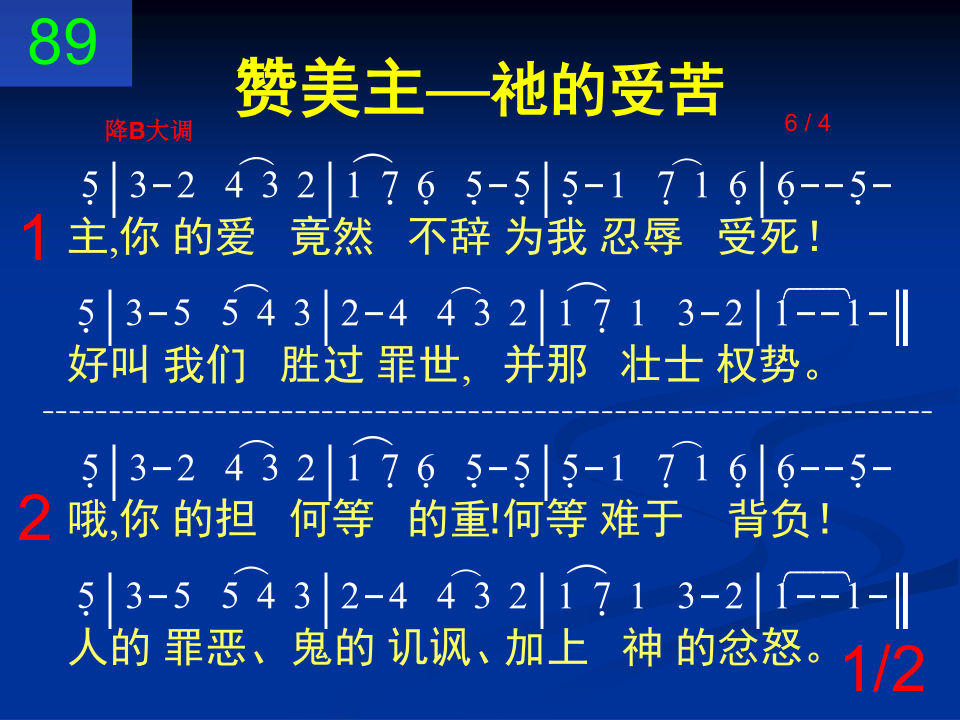 89
赞美主—祂的受苦
降B大调
6 / 4
5̣|3-2 4 3 2|1 7̣ 6̣ 5̣-5̣|5̣-1 7̣ 1 6̣|6̣--5̣-
1
主,你 的爱 竟然 不辞 为我 忍辱 受死！
5̣|3-5 5 4 3|2-4 4 3 2|1 7̣ 1 3-2|1--1-‖
好叫 我们 胜过 罪世, 并那 壮士 权势。
5̣|3-2 4 3 2|1 7̣ 6̣ 5̣-5̣|5̣-1 7̣ 1 6̣|6̣--5̣-
2
哦,你 的担 何等 的重!何等 难于 背负！
5̣|3-5 5 4 3|2-4 4 3 2|1 7̣ 1 3-2|1--1-‖
人的 罪恶、鬼的 讥讽、加上 神 的忿怒。
1/2